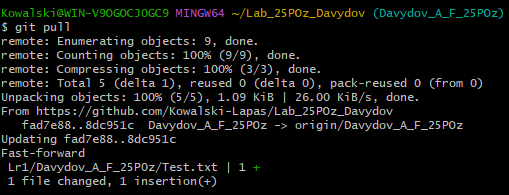 Kowalski@WIN-V9OGOCJOGC9 MINGW64 ~/Lab_25POz_Davydov (Davydov_A_F_25POz)
$ git pull
remote: Enumerating objects: 9, done.
remote: Counting objects: 100% (9/9), done.
remote: Compressing objects: 100% (3/3), done.
remote: Total 5 (delta 1), reused 0 (delta 0), pack-reused 0 (from 0)
Unpacking objects: 100% (5/5), 1.09 KiB | 26.00 KiB/s, done.
From https://github.com/Kowalski-Lapas/Lab_25POz_Davydov
   fad7e88..8dc951c  Davydov_A_F_25POz -> origin/Davydov_A_F_25POz
Updating fad7e88..8dc951c
Fast-forward
 Lr1/Davydov_A_F_25POz/Test.txt | 1 +
 1 file changed, 1 insertion(+)